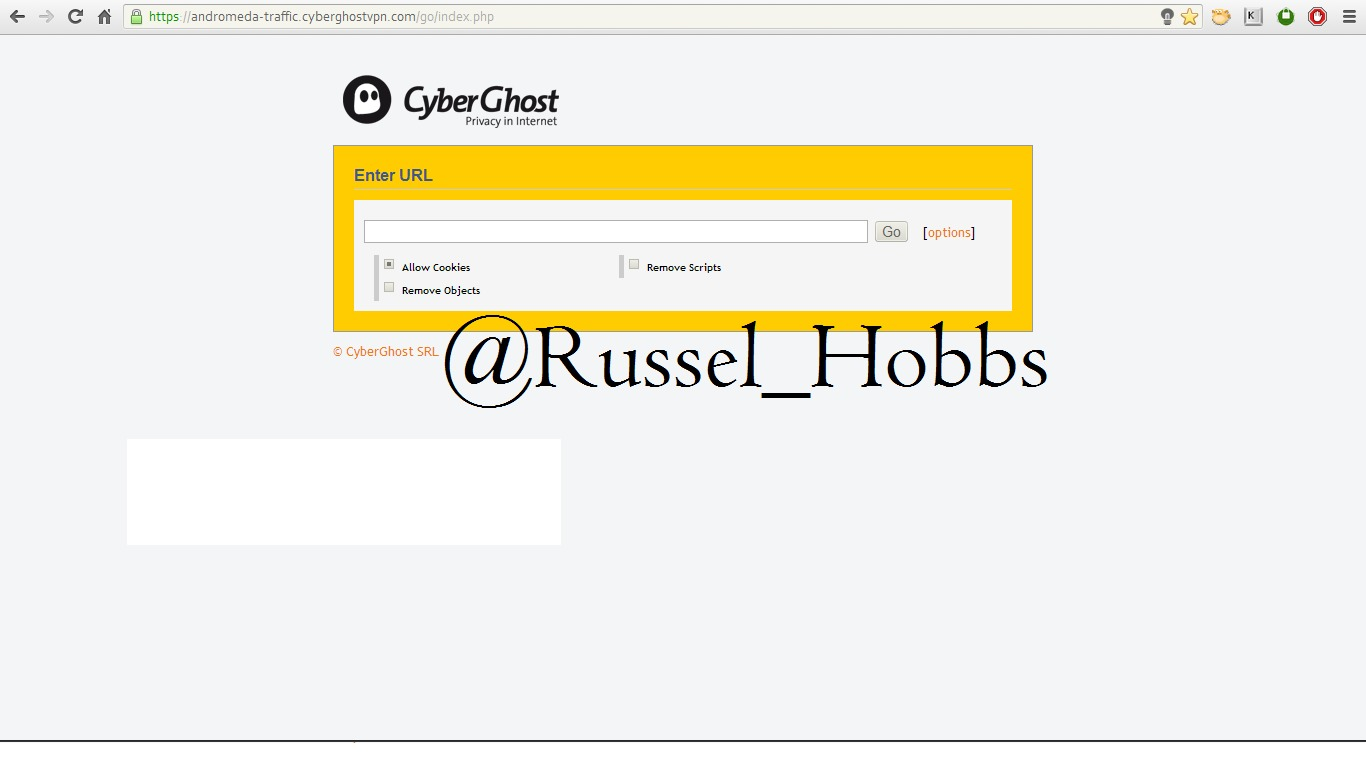 https://andromeda-traffic.cyberghostvpn.com/go/index.php
K
CyberGhost
Privacy in Internet
Enter URL
Go [options]
Allow Cookies Remove Scripts
Remove Objects
© CyberGhost SRL
@Russel_Hobbs